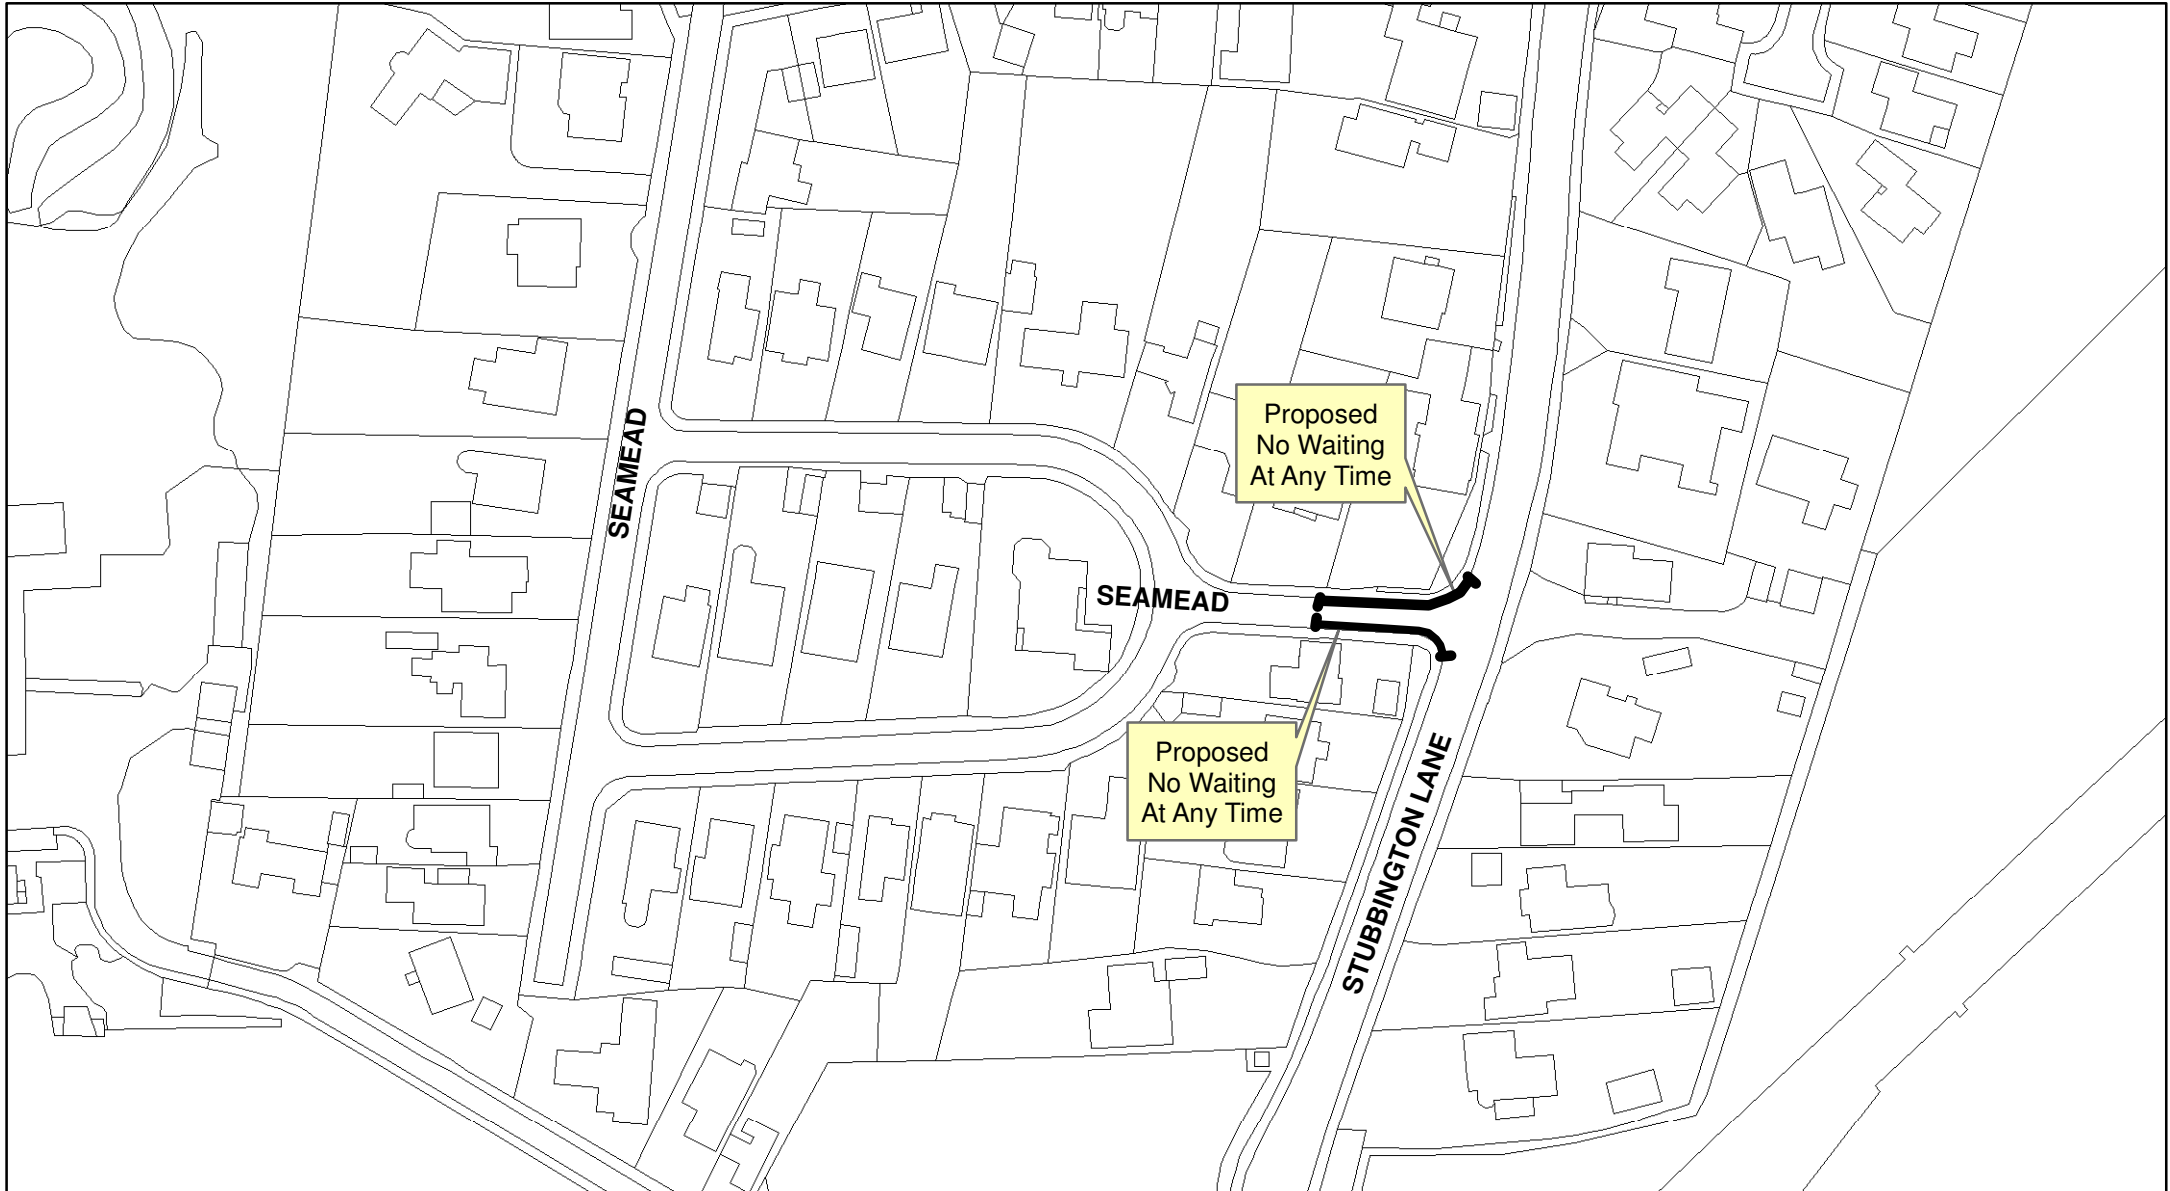 Proposed
No Waiting
At Any Time
SEAMEAD
SEAMEAD
Proposed
No Waiting
At Any Time
STUBBINGTON LANE